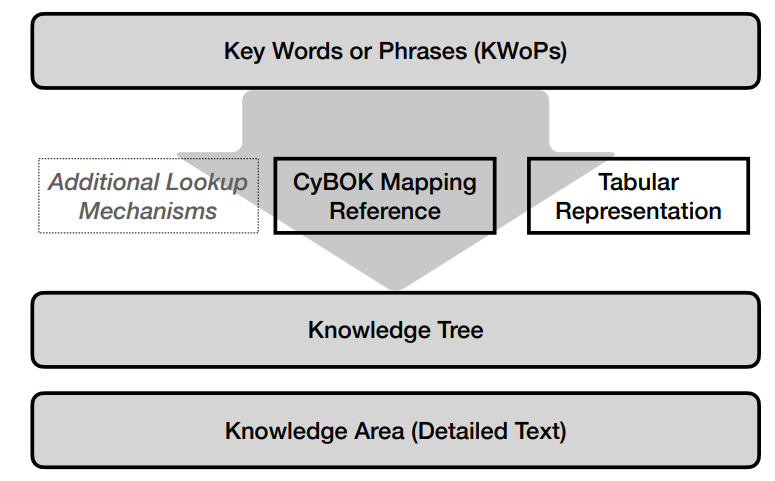 Key Words or Phrases (KWoPs)
Additional Lookup
Mechanisms
CyBOK Mapping
Reference
Tabular
Representation
Knowledge Tree
Knowledge Area (Detailed Text)